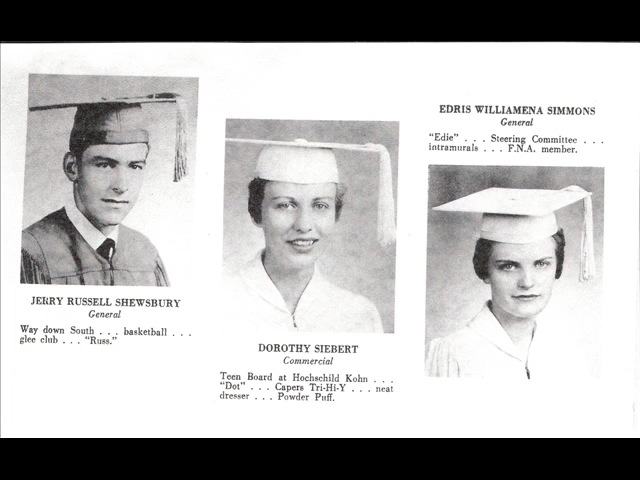 JERRY RUSSELL SHEWSBURY
General
Way down South . . . basketball . . .
glee club . . . "Russ."
DOROTHY SIEBERT
Commercial
Teen Board at Hochschild Kohn . . .
"Dot" . . . Capers Tri-Hi-Y . . . neat
dresser . . . Powder Puff.
EDRIS WILLIAMENA SIMMONS
General
"Edie" . . . Steering Committee . . .
intramurals . . . F.N.A. member.